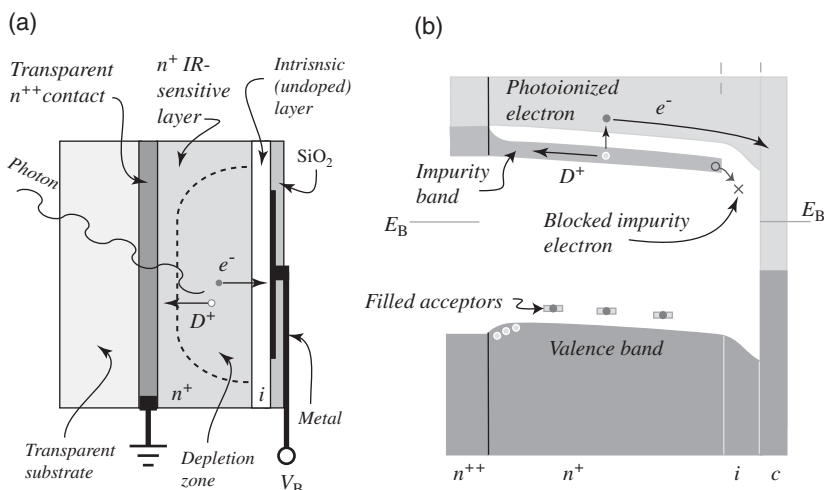 (a)
Transparent
n++ contact
n+ IR-
sensitive
layer
Intrisnsic
(undoped)
layer
SiO2
Photon
e-
D+
n+
i
Transparent
substrate
Depletion
zone
Metal
VB
(b)
Photoionized
electron
e-
Impurity
band
D+
EB
EB
Blocked impurity
electron
Filled acceptors
Valence band
n++
n+
i
c